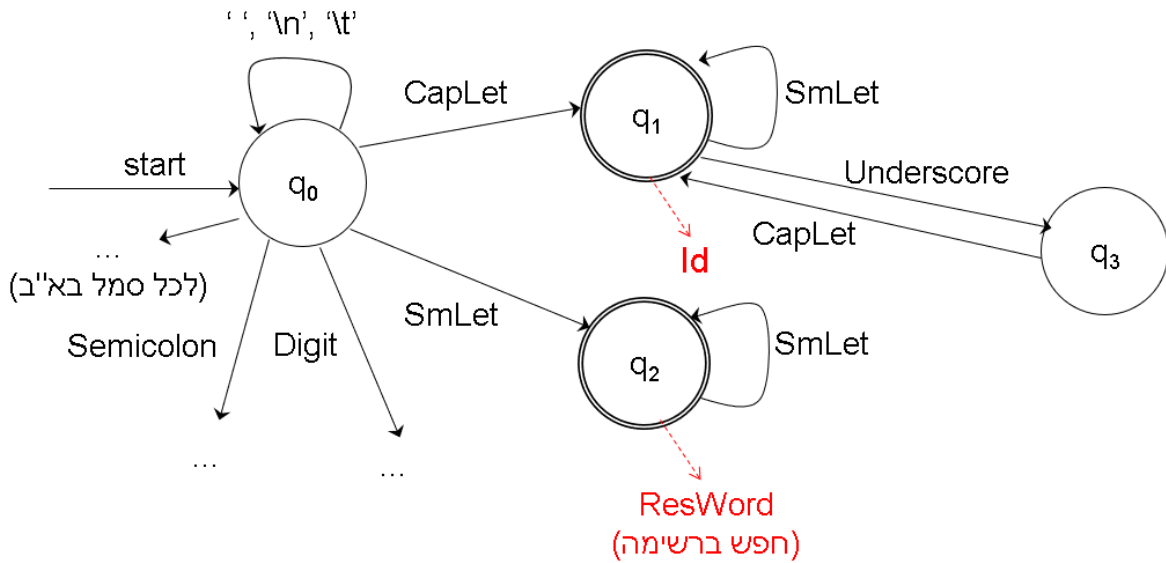 ‘ ‘, ‘\n’, ‘\t’
CapLet
q1
SmLet
start
q0
Underscore
CapLet
q3
Id
...
(לכל סמל בא"ב)
SmLet
Semicolon
Digit
q2
SmLet
...
...
ResWord
(חפש ברשימה)